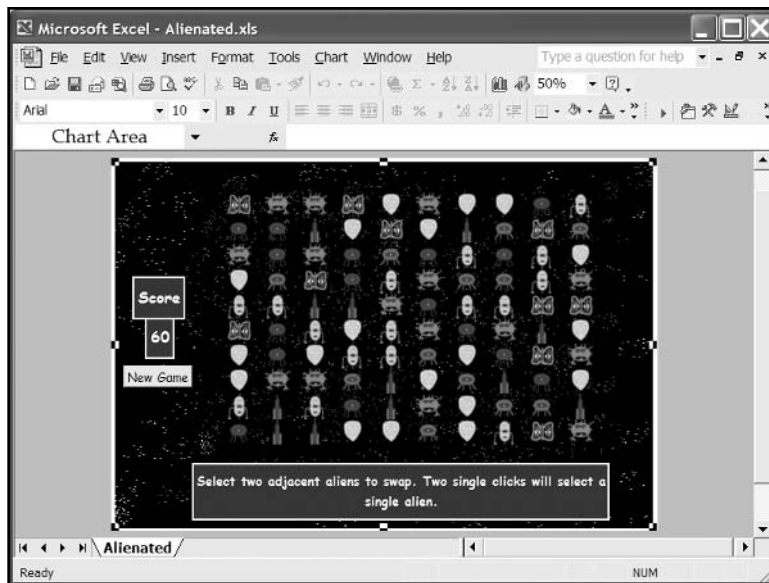 Microsoft Excel - Alienated.xls
File Edit View Insert Format Tools Chart Window Help Type a question for help
50%
Arial 10 B I U $ % ,
Chart Area fx
Score
60
New Game
Select two adjacent aliens to swap. Two single clicks will select a
single alien.
Alienated
Ready NUM